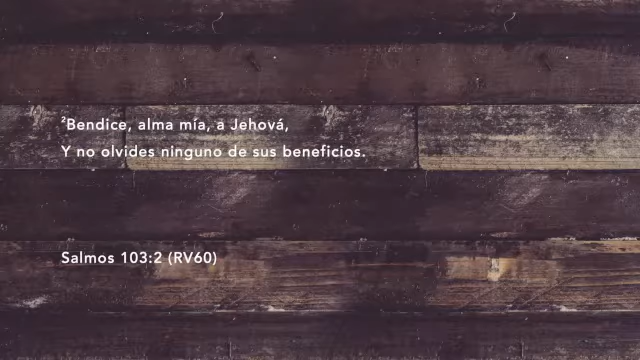 ²Bendice, alma mía, a Jehová,
Y no olvides ninguno de sus beneficios.
Salmos 103:2 (RV60)